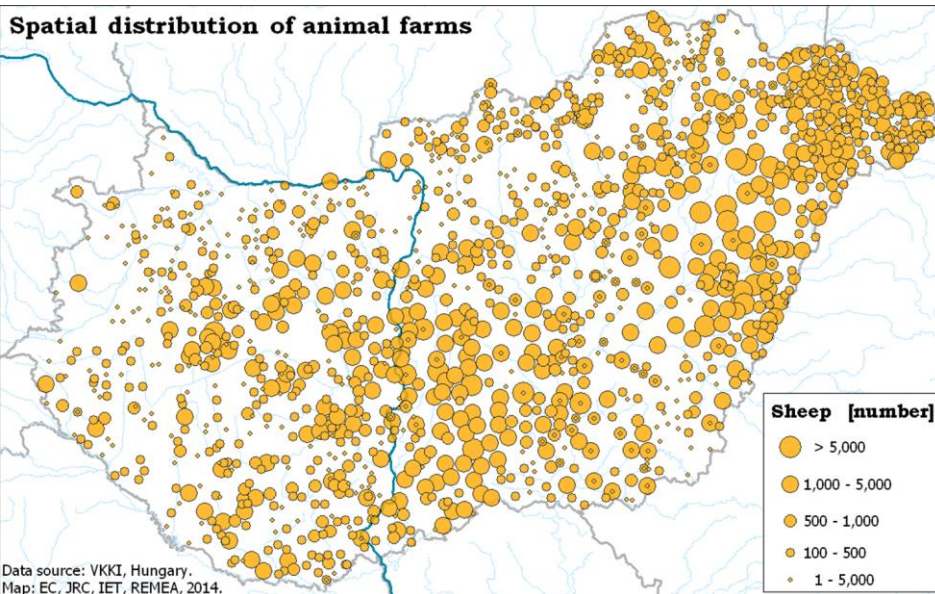 Spatial distribution of animal farms
Sheep [number]
> 5,000
1,000 - 5,000
500 - 1,000
100 - 500
1 - 5,000
Data source: VKKI, Hungary.
Map: EC, JRC, IET, REMEA, 2014.